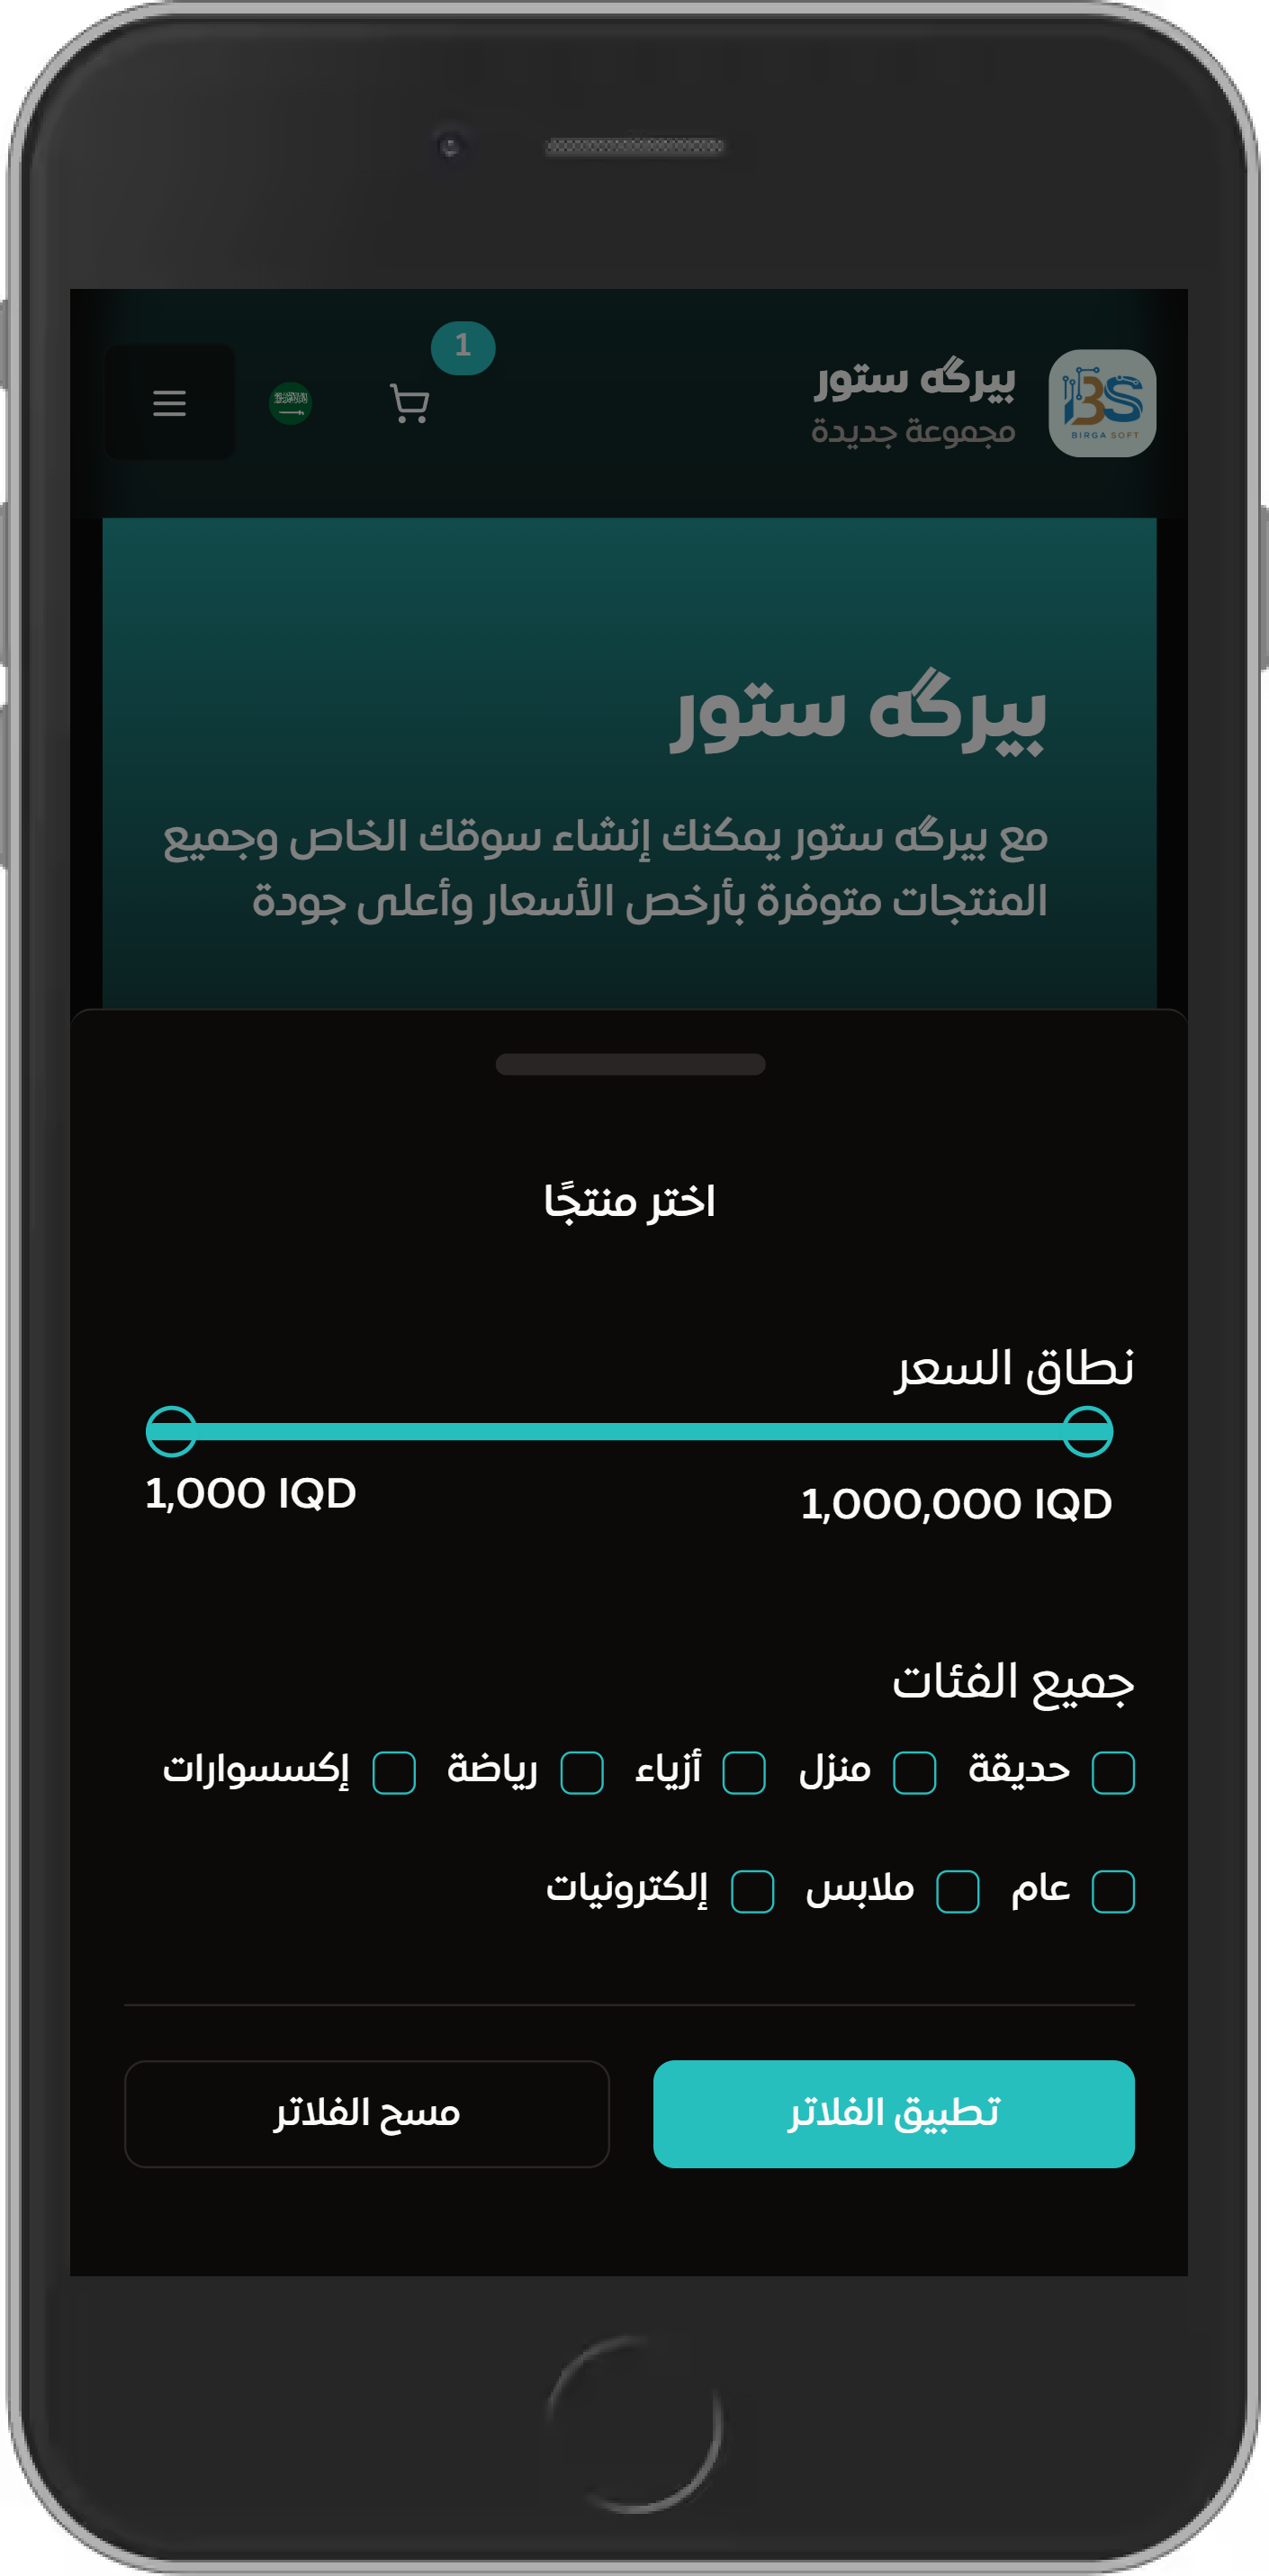 بيرگه ستور
مجموعة جديدة
BS
BIRGA SOFT
1
بيرگه ستور
مع بيرگه ستور يمكنك إنشاء سوقك الخاص وجميع
المنتجات متوفرة بأرخص الأسعار وأعلى جودة
اختر منتجًا
نطاق السعر
1,000,000 IQD
1,000 IQD
جميع الفئات
حديقة منزل أزياء رياضة إكسسوارات
عام ملابس إلكترونيات
تطبيق الفلاتر
مسح الفلاتر